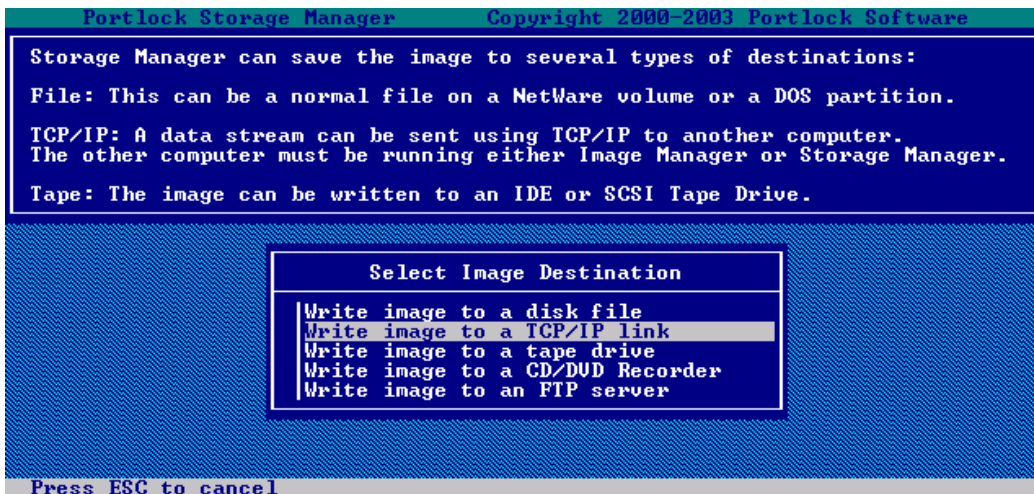 Portlock Storage Manager Copyright 2000-2003 Portlock Software
Storage Manager can save the image to several types of destinations:
File: This can be a normal file on a NetWare volume or a DOS partition.
TCP/IP: A data stream can be sent using TCP/IP to another computer.
The other computer must be running either Image Manager or Storage Manager.
Tape: The image can be written to an IDE or SCSI Tape Drive.
Select Image Destination
Write image to a disk file
Write image to a TCP/IP link
Write image to a tape drive
Write image to a CD/DVD Recorder
Write image to an FTP server
Press ESC to cancel